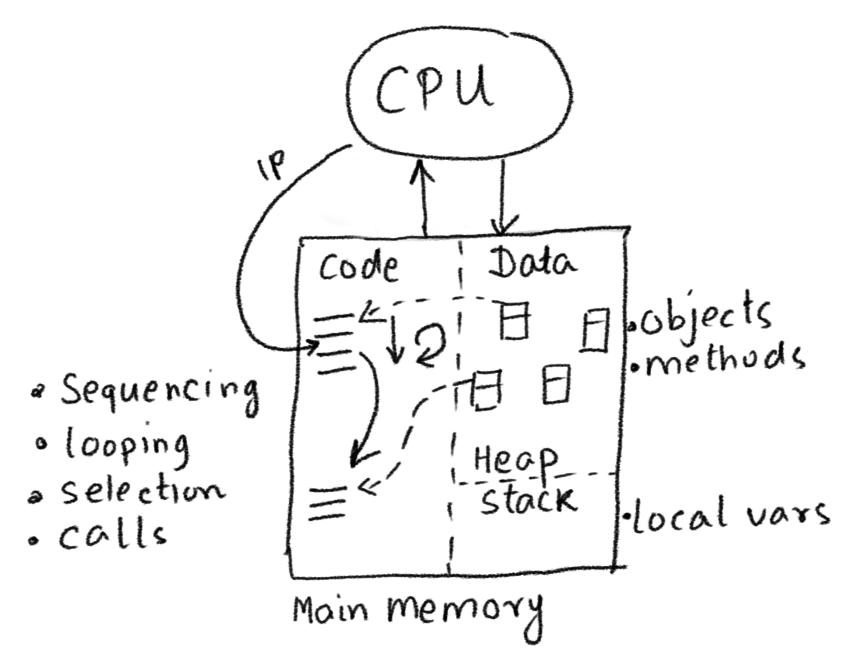 CPU
IP
Code
Data
• objects
• methods
• Sequencing
• looping
• selection
• calls
Heap
Stack
• local vars
Main memory